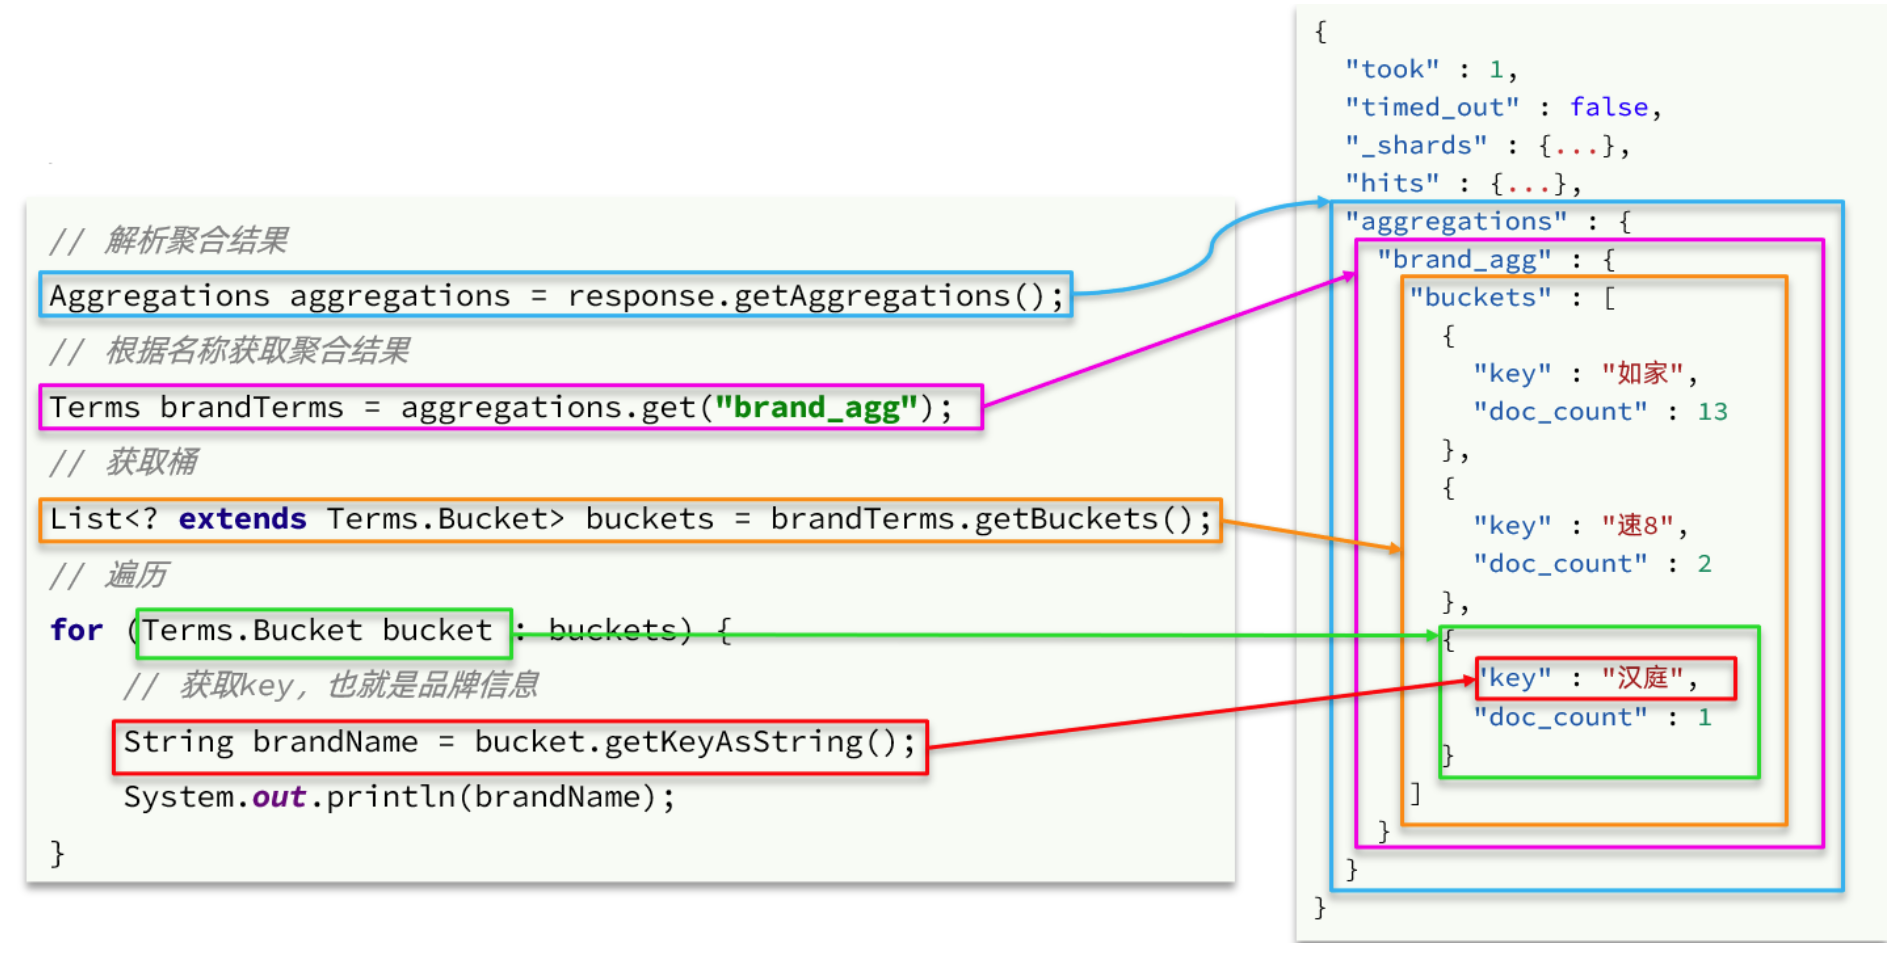 // 解析聚合结果
Aggregations aggregations = response.getAggregations();
// 根据名称获取聚合结果
Terms brandTerms = aggregations.get("brand_agg");
// 获取桶
List<? extends Terms.Bucket> buckets = brandTerms.getBuckets();
// 遍历
for (Terms.Bucket bucket : buckets) {
// 获取key, 也就是品牌信息
String brandName = bucket.getKeyAsString();
System.out.println(brandName);
}
{
"took" : 1,
"timed_out" : false,
"_shards" : {...},
"hits" : {...},
"aggregations" : {
"brand_agg" : {
"buckets" : [
{
"key" : "如家",
"doc_count" : 13
},
{
"key" : "速8",
"doc_count" : 2
},
{
"key" : "汉庭",
"doc_count" : 1
}
]
}
}
}